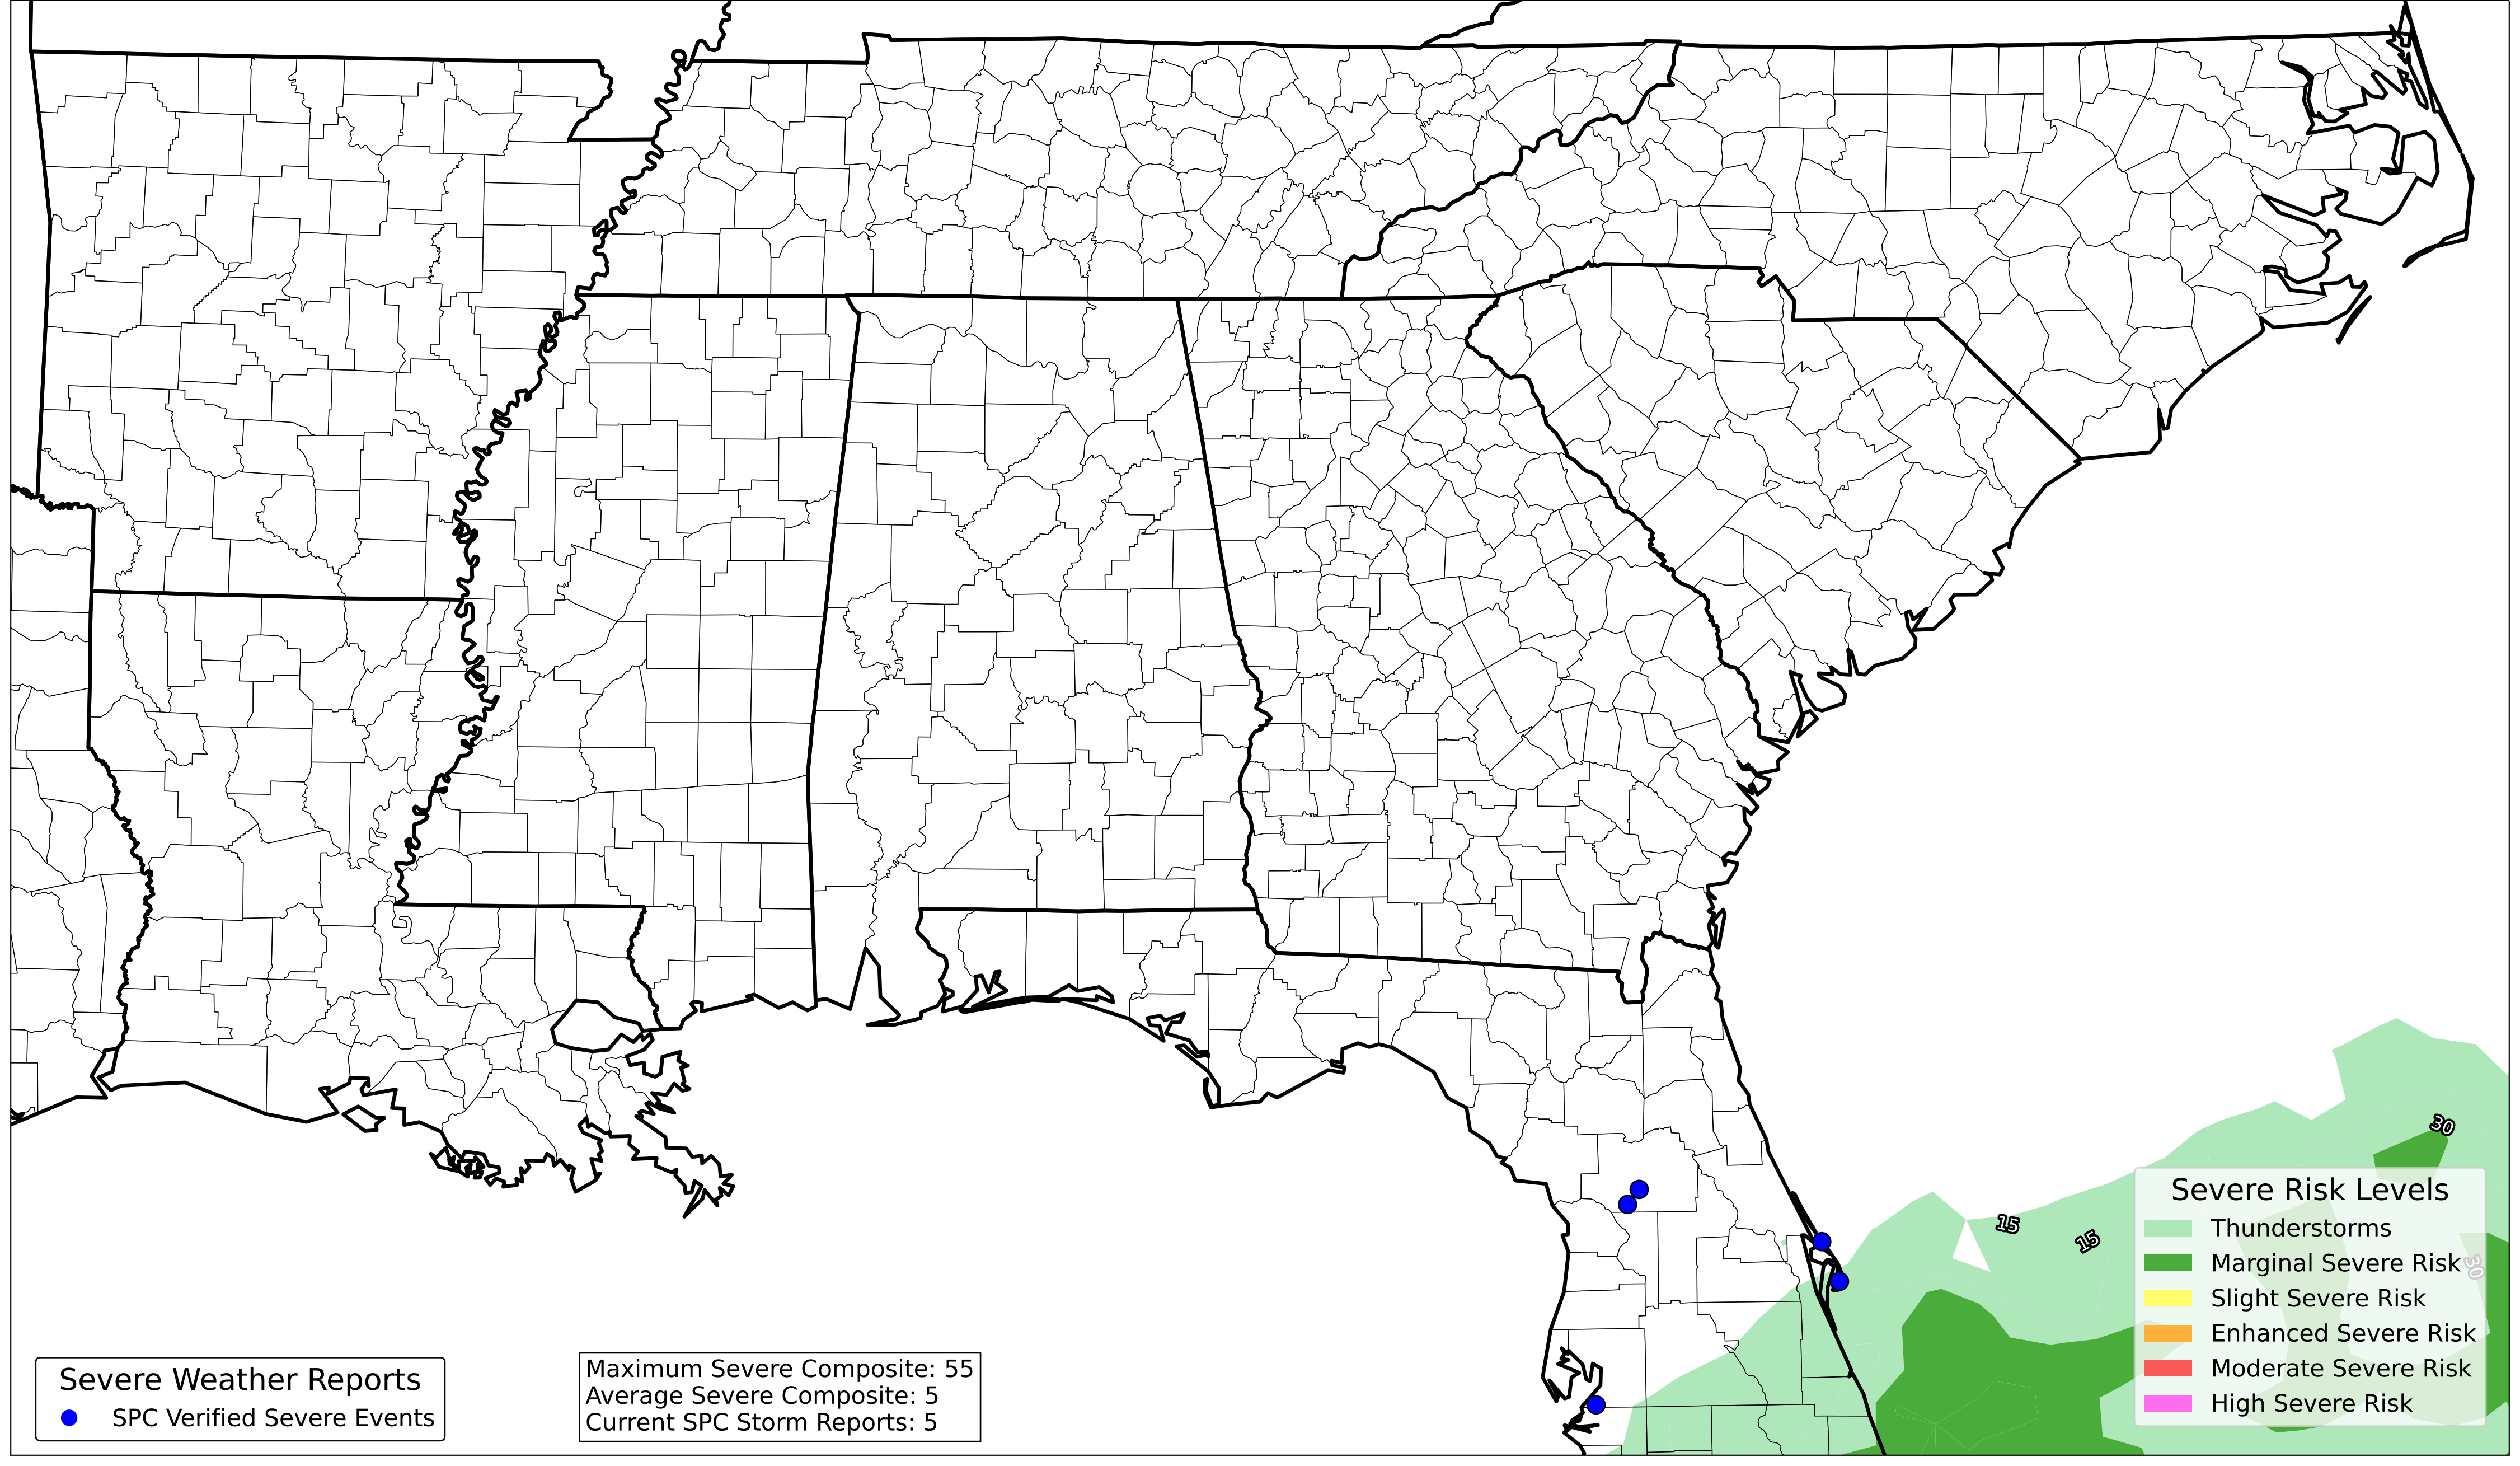 30
15
15
30
Severe Risk Levels
Thunderstorms
Marginal Severe Risk
Slight Severe Risk
Enhanced Severe Risk
Moderate Severe Risk
High Severe Risk
Severe Weather Reports
SPC Verified Severe Events
Maximum Severe Composite: 55
Average Severe Composite: 5
Current SPC Storm Reports: 5